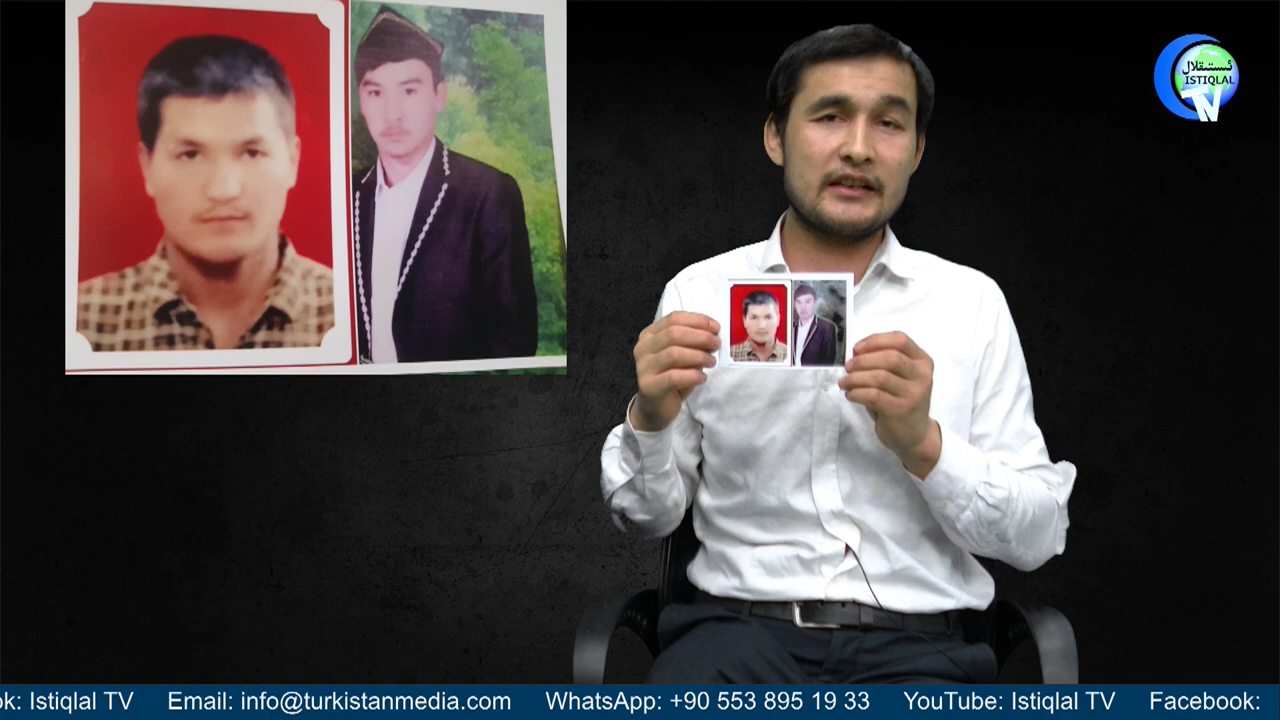 ئىستىقلال
ISTIQLAL
TV
ok: Istiqlal TV Email: info@turkistanmedia.com WhatsApp: +90 553 895 19 33 YouTube: Istiqlal TV Facebook: